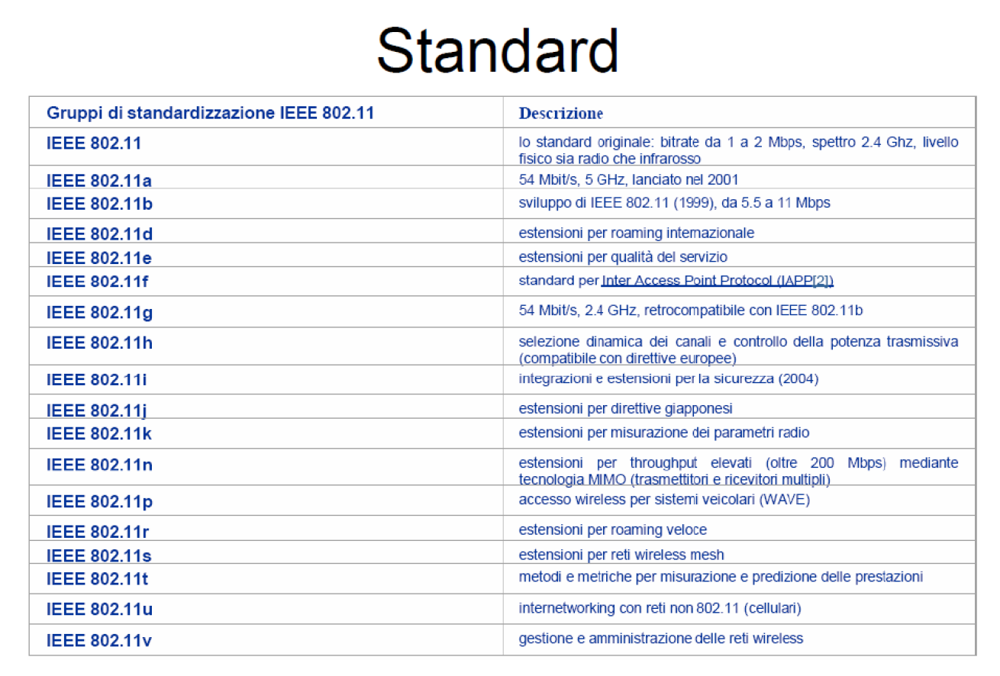 Standard
Gruppi di standardizzazione IEEE 802.11 Descrizione
IEEE 802.11 lo standard originale: bitrate da 1 a 2 Mbps, spettro 2.4 Ghz, livello
fisico sia radio che infrarosso
IEEE 802.11a 54 Mbit/s, 5 GHz, lanciato nel 2001
IEEE 802.11b sviluppo di IEEE 802.11 (1999), da 5.5 a 11 Mbps
IEEE 802.11d estensioni per roaming internazionale
IEEE 802.11e estensioni per qualità del servizio
IEEE 802.11f standard per Inter Access Point Protocol (IAPP[2])
IEEE 802.11g 54 Mbit/s, 2.4 GHz, retrocompatibile con IEEE 802.11b
IEEE 802.11h selezione dinamica dei canali e controllo della potenza trasmissiva
(compatibile con direttive europee)
IEEE 802.11i integrazioni e estensioni per la sicurezza (2004)
IEEE 802.11j estensioni per direttive giapponesi
IEEE 802.11k estensioni per misurazione dei parametri radio
IEEE 802.11n estensioni per throughput elevati (oltre 200 Mbps) mediante
tecnologia MIMO (trasmettitori e ricevitori multipli)
IEEE 802.11p accesso wireless per sistemi veicolari (WAVE)
IEEE 802.11r estensioni per roaming veloce
IEEE 802.11s estensioni per reti wireless mesh
IEEE 802.11t metodi e metriche per misurazione e predizione delle prestazioni
IEEE 802.11u internetworking con reti non 802.11 (cellulari)
IEEE 802.11v gestione e amministrazione delle reti wireless